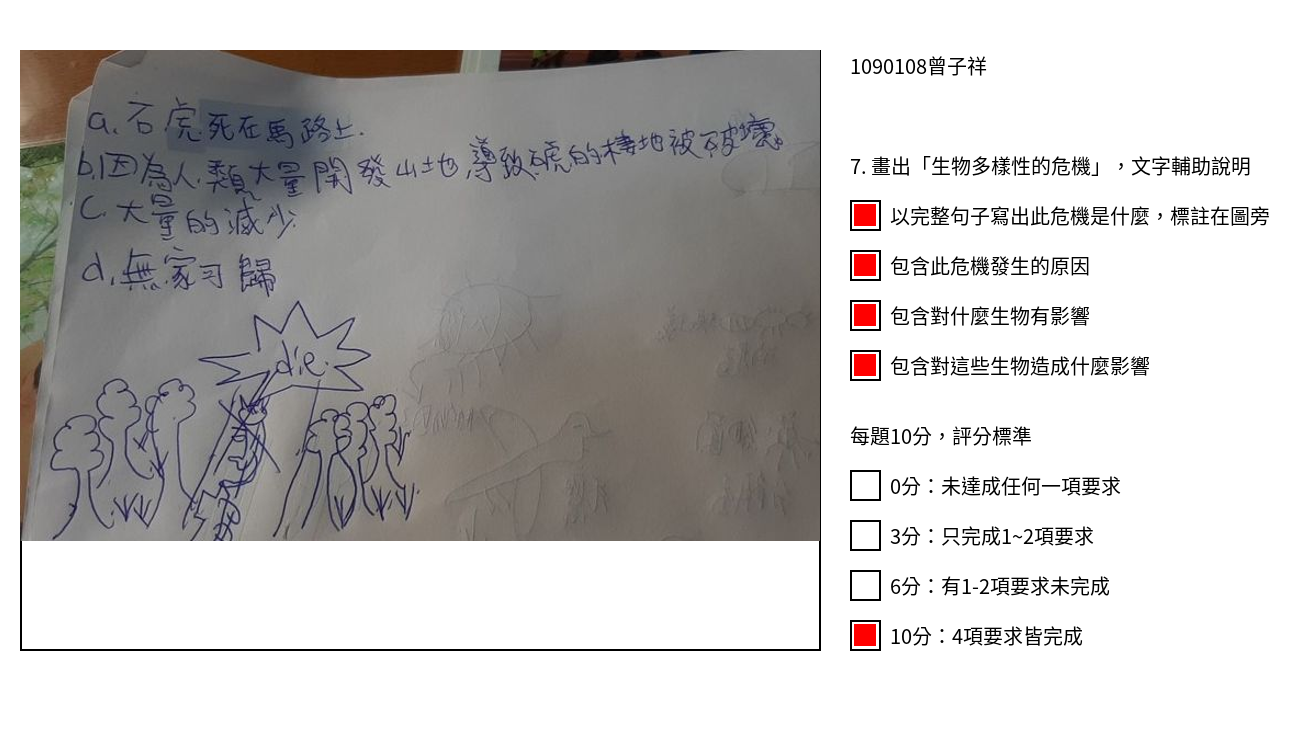 a.石虎死在馬路上.
b.因為人類大量開發山土地,導致石虎的棲地被破壞。
c.大量的減少.
d.無家可歸
die.
1090108曾子祥
7. 畫出「生物多樣性的危機」，文字輔助說明
以完整句子寫出此危機是什麼，標註在圖旁
包含此危機發生的原因
包含對什麼生物有影響
包含對這些生物造成什麼影響
每題10分，評分標準
0分：未達成任何一項要求
3分：只完成1~2項要求
6分：有1-2項要求未完成
10分：4項要求皆完成